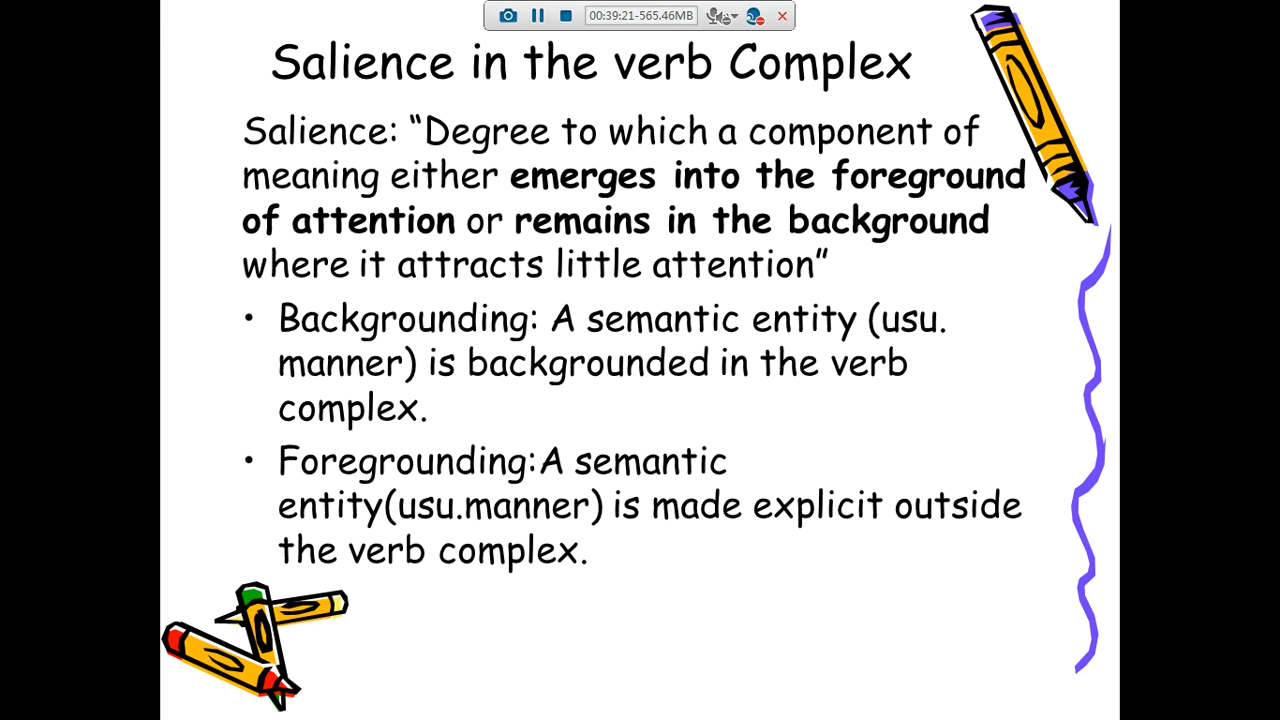 00:39:21-565.46MB
Salience in the verb Complex
Salience: “Degree to which a component of
meaning either emerges into the foreground
of attention or remains in the background
where it attracts little attention”
• Backgrounding: A semantic entity (usu.
manner) is backgrounded in the verb
complex.
• Foregrounding:A semantic
entity(usu.manner) is made explicit outside
the verb complex.